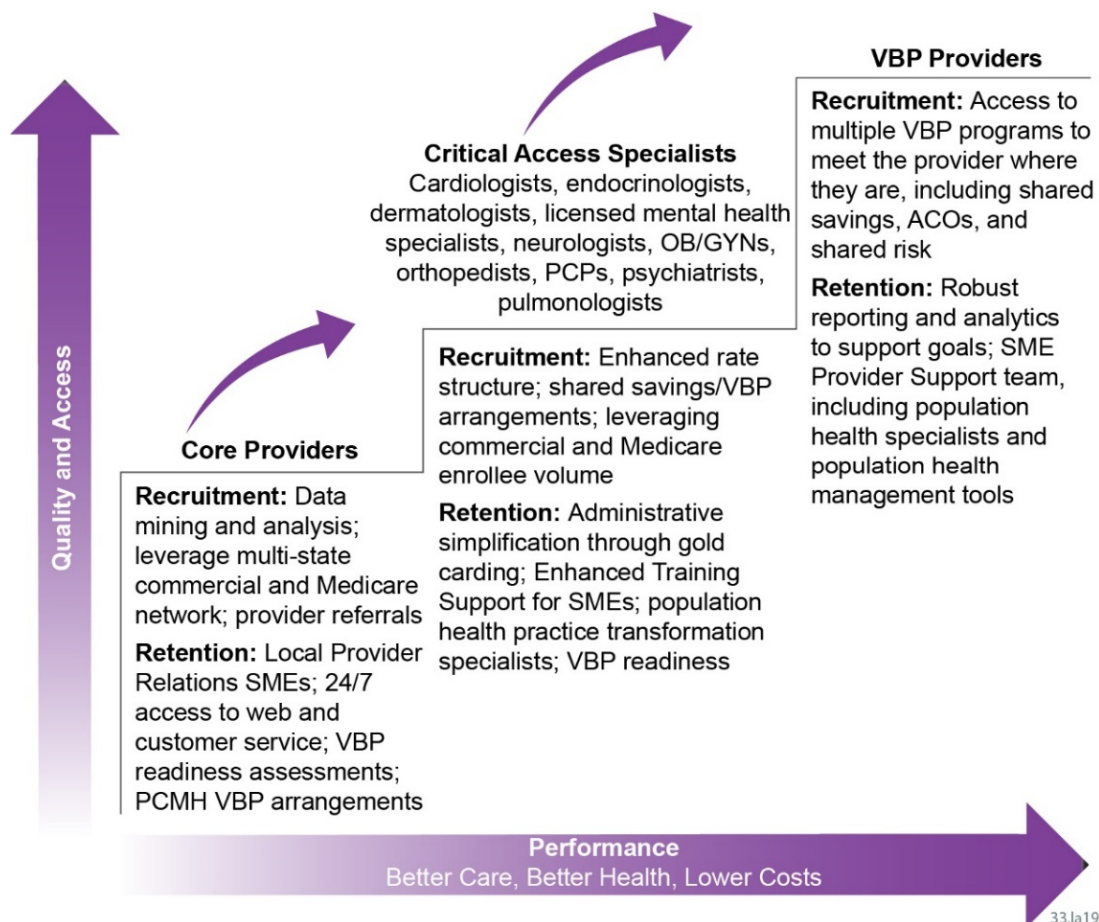 VBP Providers
Recruitment: Access to
multiple VBP programs to
meet the provider where
they are, including shared
savings, ACOs, and
shared risk
Retention: Robust
reporting and analytics
to support goals; SME
Provider Support team,
including population
health specialists and
population health
management tools
Critical Access Specialists
Cardiologists, endocrinologists,
dermatologists, licensed mental health
specialists, neurologists, OB/GYNs,
orthopedists, PCPs, psychiatrists,
pulmonologists
Recruitment: Enhanced rate
structure; shared savings/VBP
arrangements; leveraging
commercial and Medicare
enrollee volume
Retention: Administrative
simplification through gold
carding; Enhanced Training
Support for SMEs; population
health practice transformation
specialists; VBP readiness
Core Providers
Recruitment: Data
mining and analysis;
leverage multi-state
commercial and Medicare
network; provider referrals
Retention: Local Provider
Relations SMEs; 24/7
access to web and
customer service; VBP
readiness assessments;
PCMH VBP arrangements
Quality and Access
Performance
Better Care, Better Health, Lower Costs
33.la19